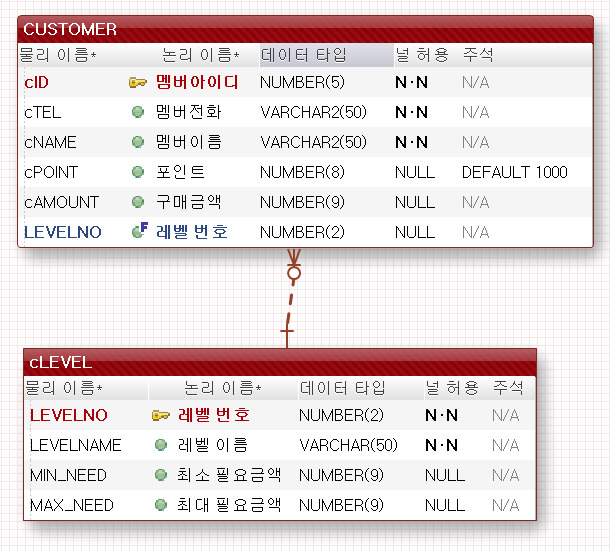 CUSTOMER
물리 이름* 논리 이름* 데이터 타입 널 허용 주석
cID 멤버아이디 NUMBER(5) N·N N/A
cTEL 멤버전화 VARCHAR2(50) N·N N/A
cNAME 멤버이름 VARCHAR2(50) N·N N/A
cPOINT 포인트 NUMBER(8) NULL DEFAULT 1000
cAMOUNT 구매금액 NUMBER(9) NULL N/A
LEVELNO F 레벨 번호 NUMBER(2) NULL N/A
cLEVEL
물리 이름* 논리 이름* 데이터 타입 널 허용 주석
LEVELNO 레벨 번호 NUMBER(2) N·N N/A
LEVELNAME 레벨 이름 VARCHAR(50) N·N N/A
MIN_NEED 최소 필요금액 NUMBER(9) NULL N/A
MAX_NEED 최대 필요금액 NUMBER(9) NULL N/A